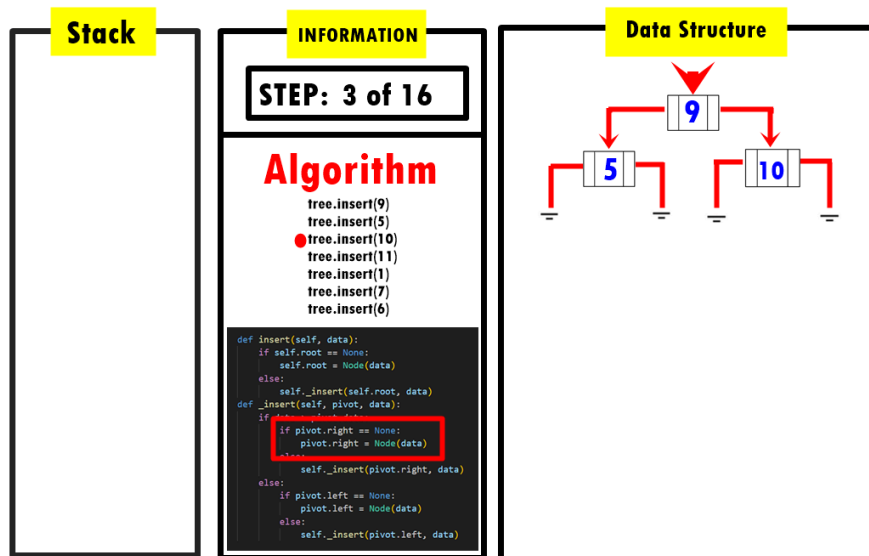 Stack
INFORMATION
STEP: 3 of 16
Algorithm
tree.insert(9)
tree.insert(5)
tree.insert(10)
tree.insert(11)
tree.insert(1)
tree.insert(7)
tree.insert(6)
def insert(self, data):
if self.root == None:
self.root = Node(data)
else:
self._insert(self.root, data)
def _insert(self, pivot, data):
if
if pivot.right == None:
pivot.right = Node(data)
else:
self._insert(pivot.right, data)
else:
if pivot.left == None:
pivot.left = Node(data)
else:
self._insert(pivot.left, data)
Data Structure
9
5
10